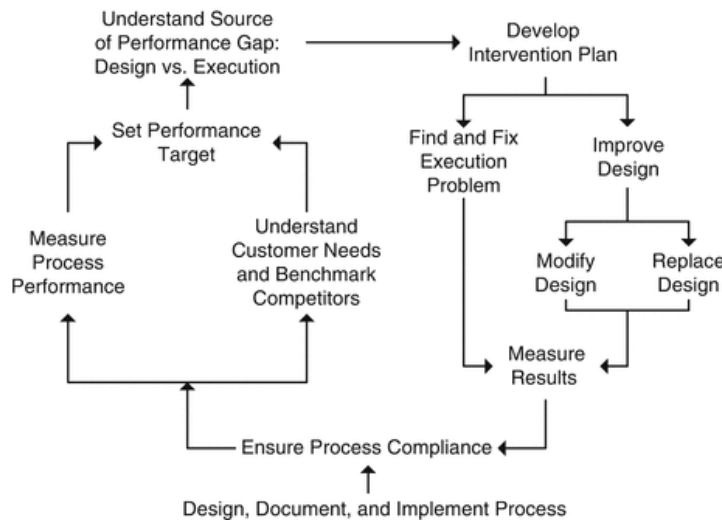 Understand Source
of Performance Gap:
Design vs. Execution
Develop
Intervention Plan
Set Performance
Target
Find and Fix
Execution
Problem
Improve
Design
Measure
Process
Performance
Understand
Customer Needs
and Benchmark
Competitors
Modify
Design
Replace
Design
Measure
Results
Ensure Process Compliance
Design, Document, and Implement Process